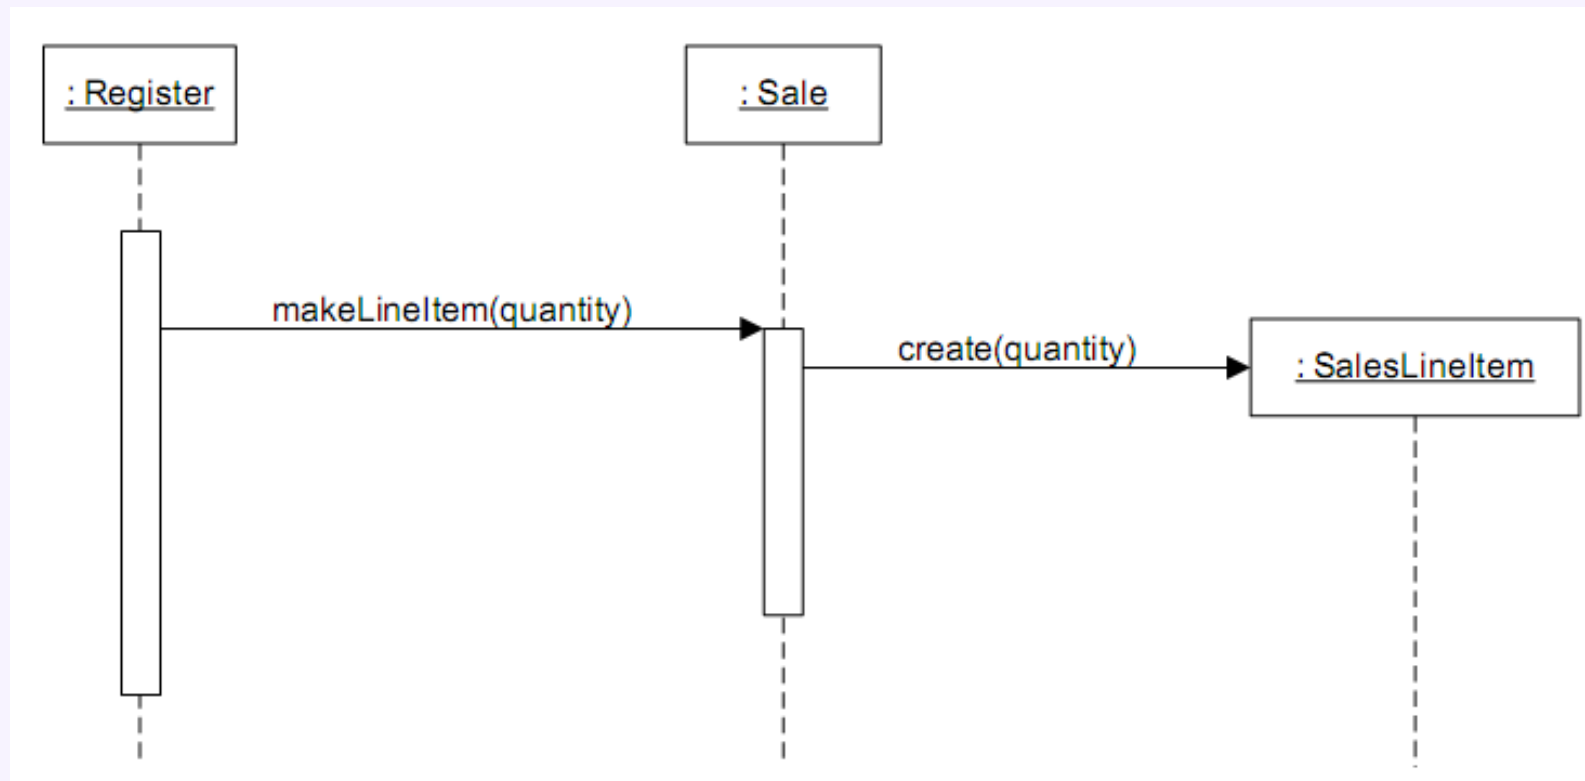 : Register
: Sale
makeLineItem(quantity)
create(quantity)
: SalesLineItem